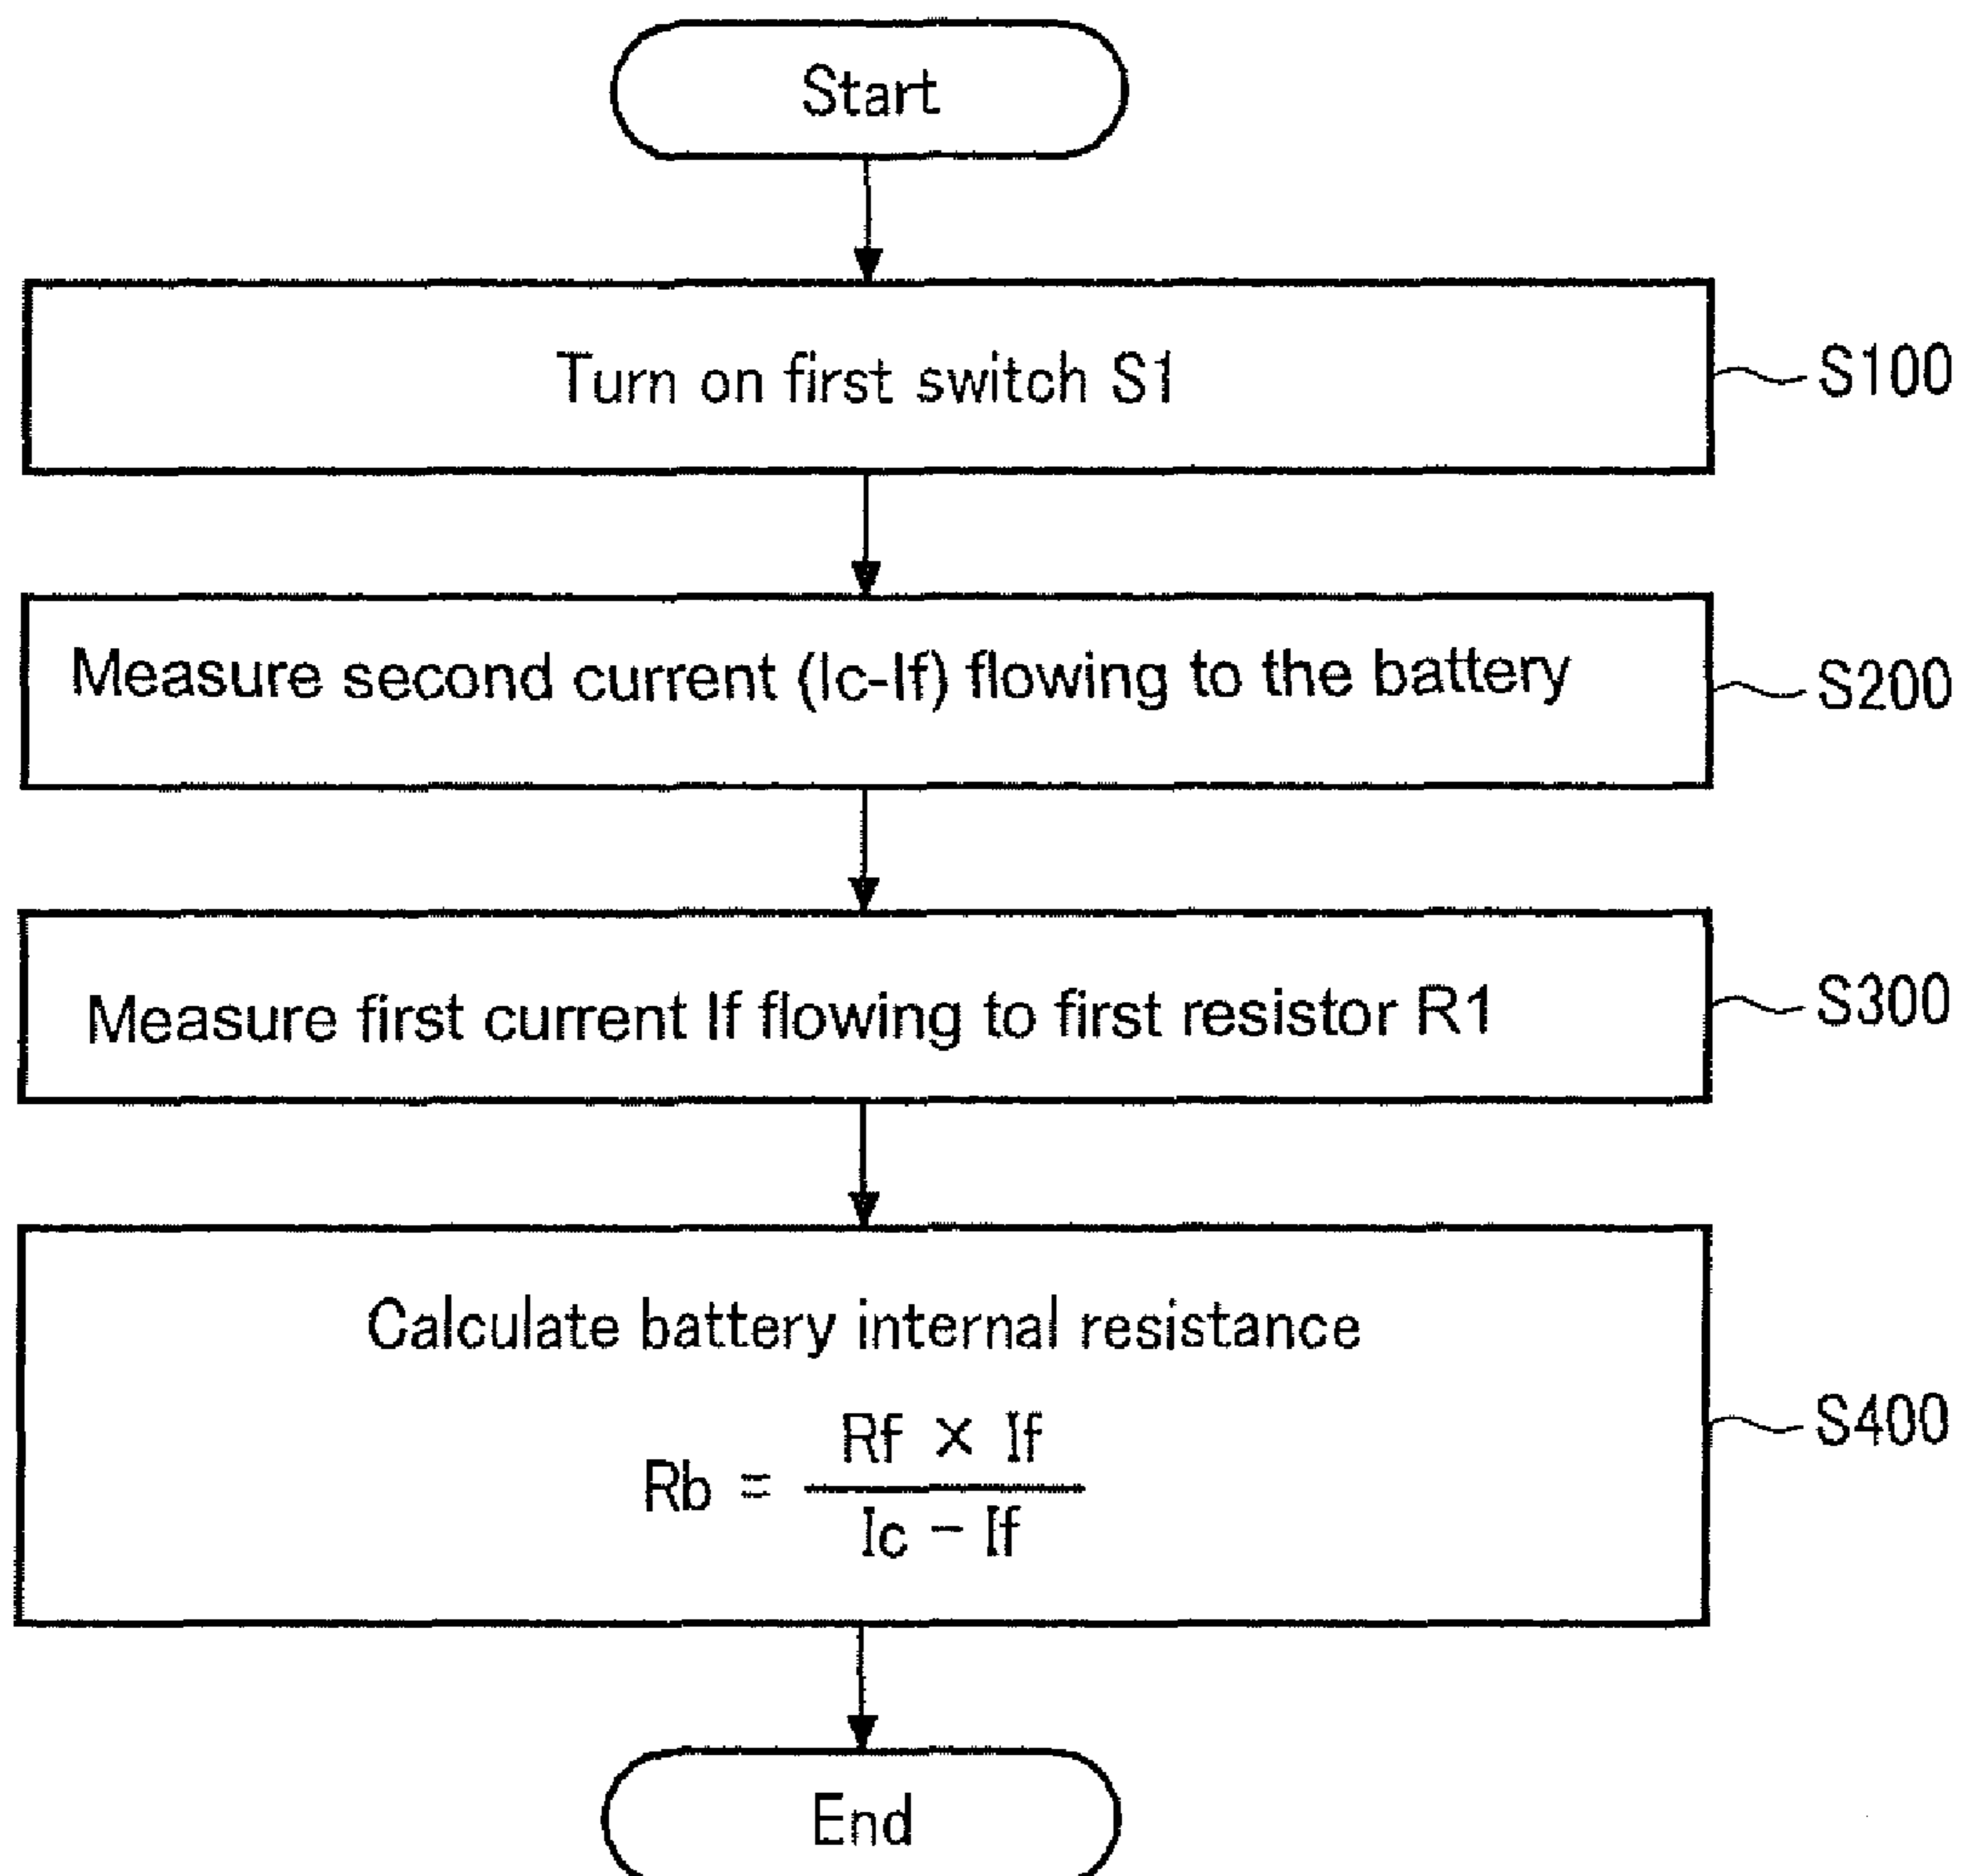 Start
Turn on first switch S1
S100
Measure second current (Ic-If) flowing to the battery
S200
Measure first current If flowing to first resistor R1
S300
Calculate battery internal resistance
Rb = Rf × If / Ic - If
S400
End